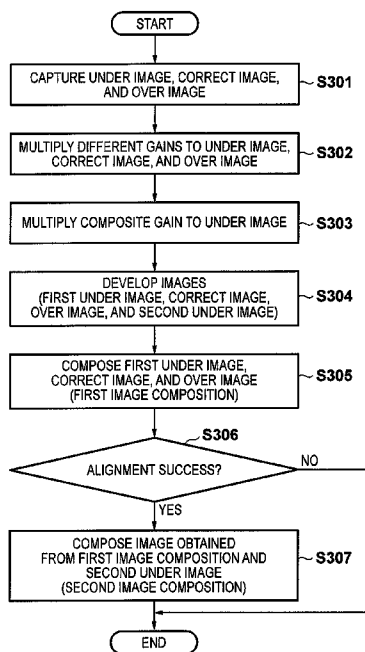 START
CAPTURE UNDER IMAGE, CORRECT IMAGE,
AND OVER IMAGE
S301
MULTIPLY DIFFERENT GAINS TO UNDER IMAGE,
CORRECT IMAGE, AND OVER IMAGE
S302
MULTIPLY COMPOSITE GAIN TO UNDER IMAGE
S303
DEVELOP IMAGES
(FIRST UNDER IMAGE, CORRECT IMAGE,
OVER IMAGE, AND SECOND UNDER IMAGE)
S304
COMPOSE FIRST UNDER IMAGE,
CORRECT IMAGE, AND OVER IMAGE
(FIRST IMAGE COMPOSITION)
S305
S306
ALIGNMENT SUCCESS?
NO
YES
COMPOSE IMAGE OBTAINED
FROM FIRST IMAGE COMPOSITION AND
SECOND UNDER IMAGE
(SECOND IMAGE COMPOSITION)
S307
END